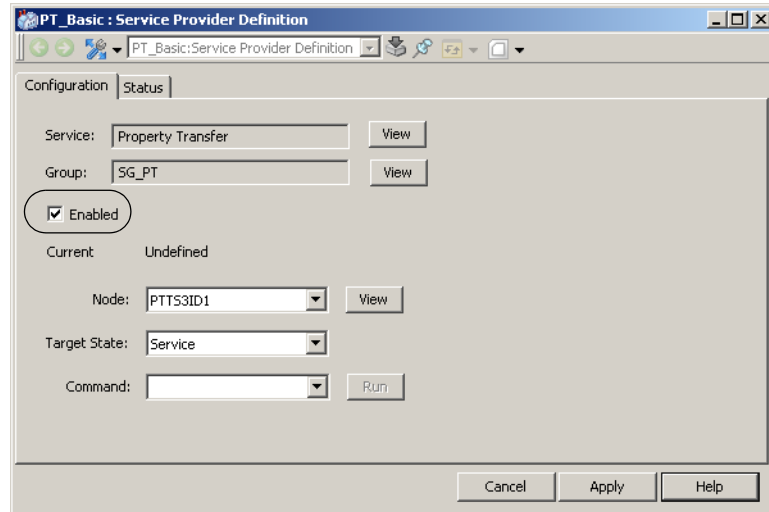 PT_Basic : Service Provider Definition
PT_Basic:Service Provider Definition
Configuration Status
Service: Property Transfer View
Group: SG_PT View
Enabled
Current Undefined
Node: PTTS3ID1 View
Target State: Service
Command: Run
Cancel Apply Help